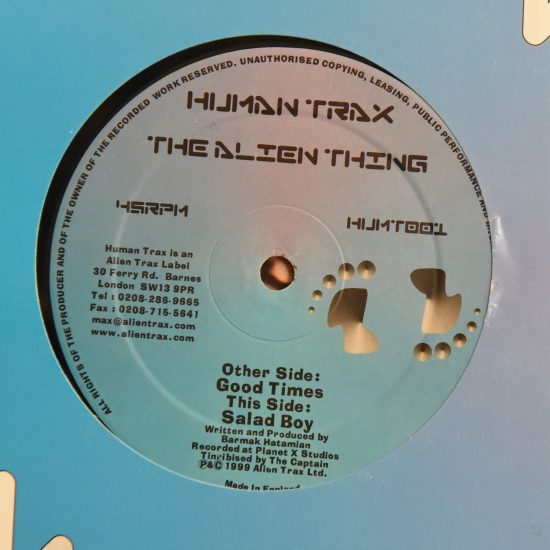 ALL RIGHTS OF THE PRODUCER AND OF THE OWNER OF THE RECORDED WORK RESERVED. UNAUTHORISED COPYING, LEASING, PUBLIC PERFORMANCE AND
HUMAN TRAX
THE ALIEN THING
45RPM
HUMT001
Human Trax is an
Alien Trax Label
30 Ferry Rd. Barnes
London SW13 9PR
Tel : 0208-286-9665
Fax : 0208-715-5641
max@alientrax.com
www.alientrax.com
Other Side:
Good Times
This Side:
Salad Boy
Written and Produced by
Barmak Hatamian
Recorded at Planet X Studios
Tinribised by The Captain
P&C 1999 Alien Trax Ltd.
Made in England